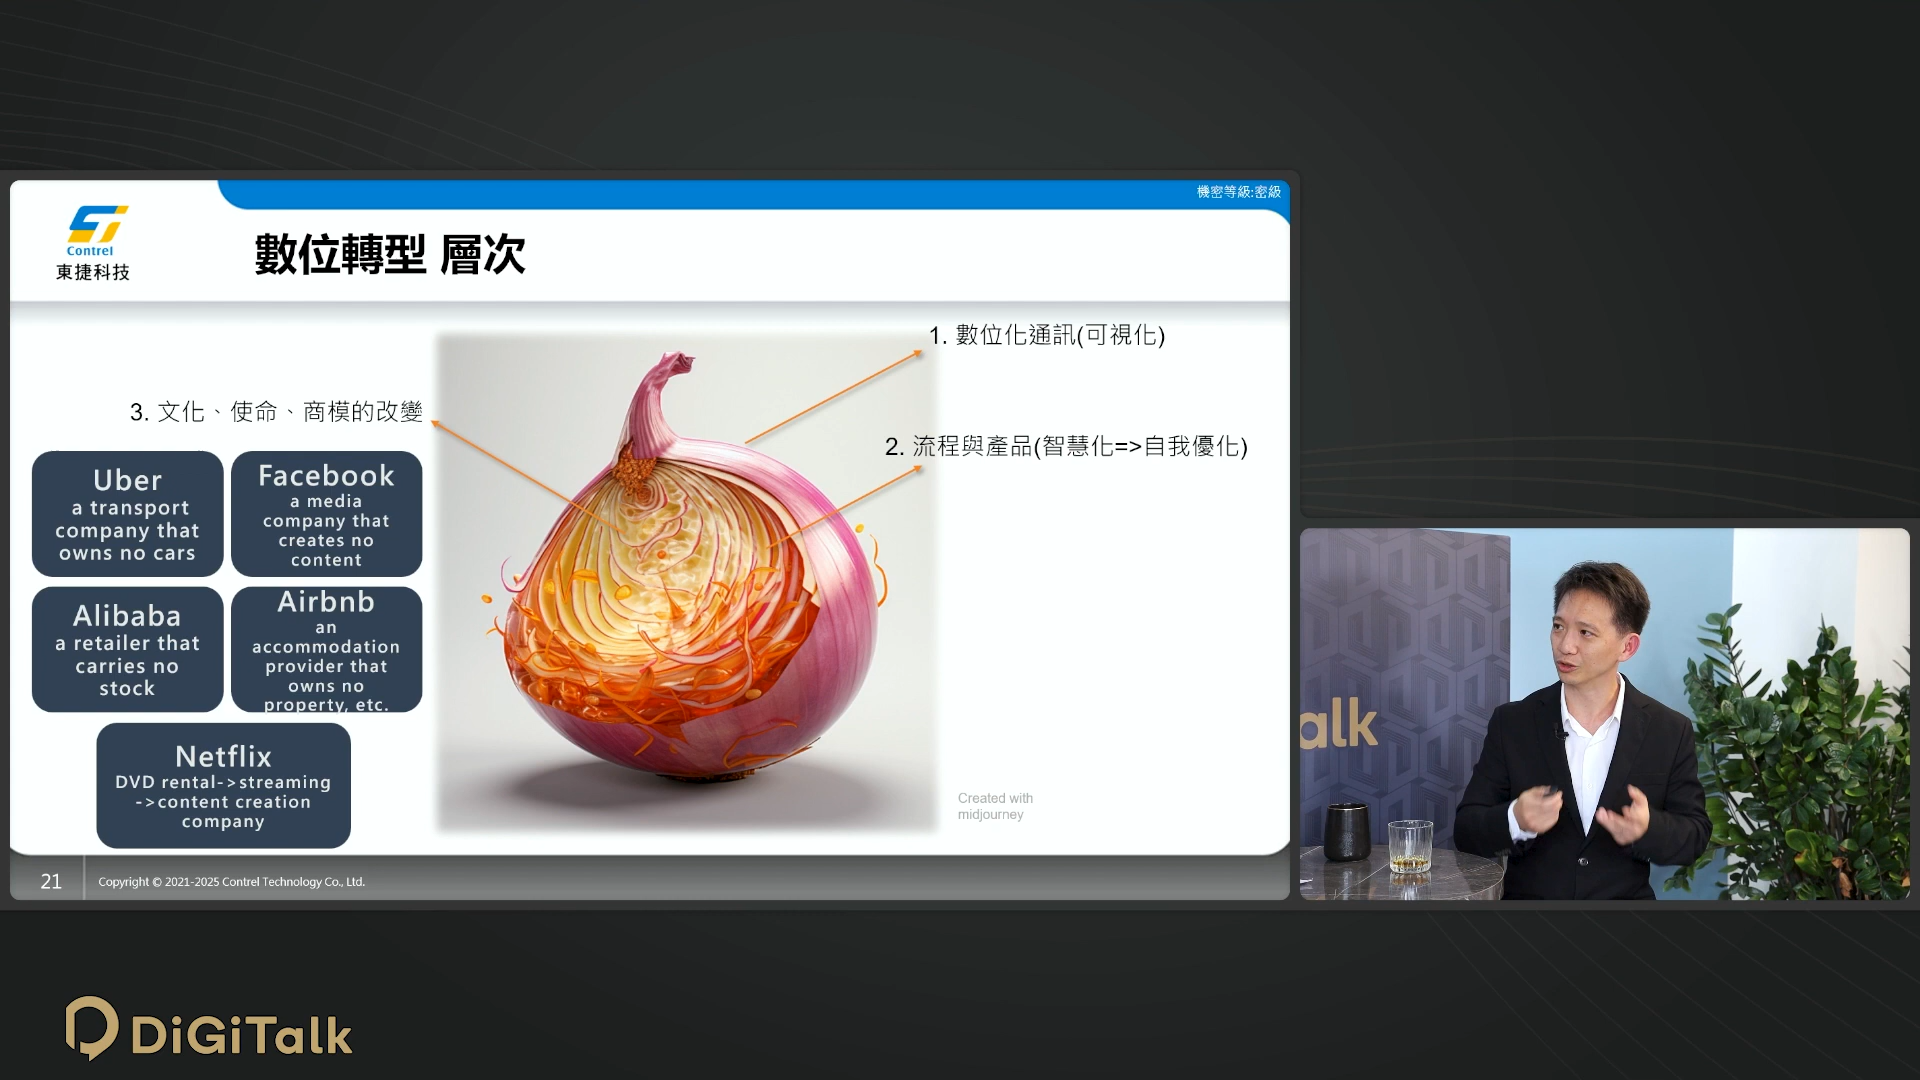 機密等級:密級
Contrel
東捷科技
數位轉型 層次
1. 數位化通訊(可視化)
2. 流程與產品(智慧化=>自我優化)
3. 文化、使命、商模的改變
Uber
a transport
company that
owns no cars
Facebook
a media
company that
creates no
content
Alibaba
a retailer that
carries no
stock
Airbnb
an
accommodation
provider that
owns no
property, etc.
Netflix
DVD rental->streaming
->content creation
company
Created with
midjourney
21
Copyright © 2021-2025 Contrel Technology Co., Ltd.
alk
DiGiTalk